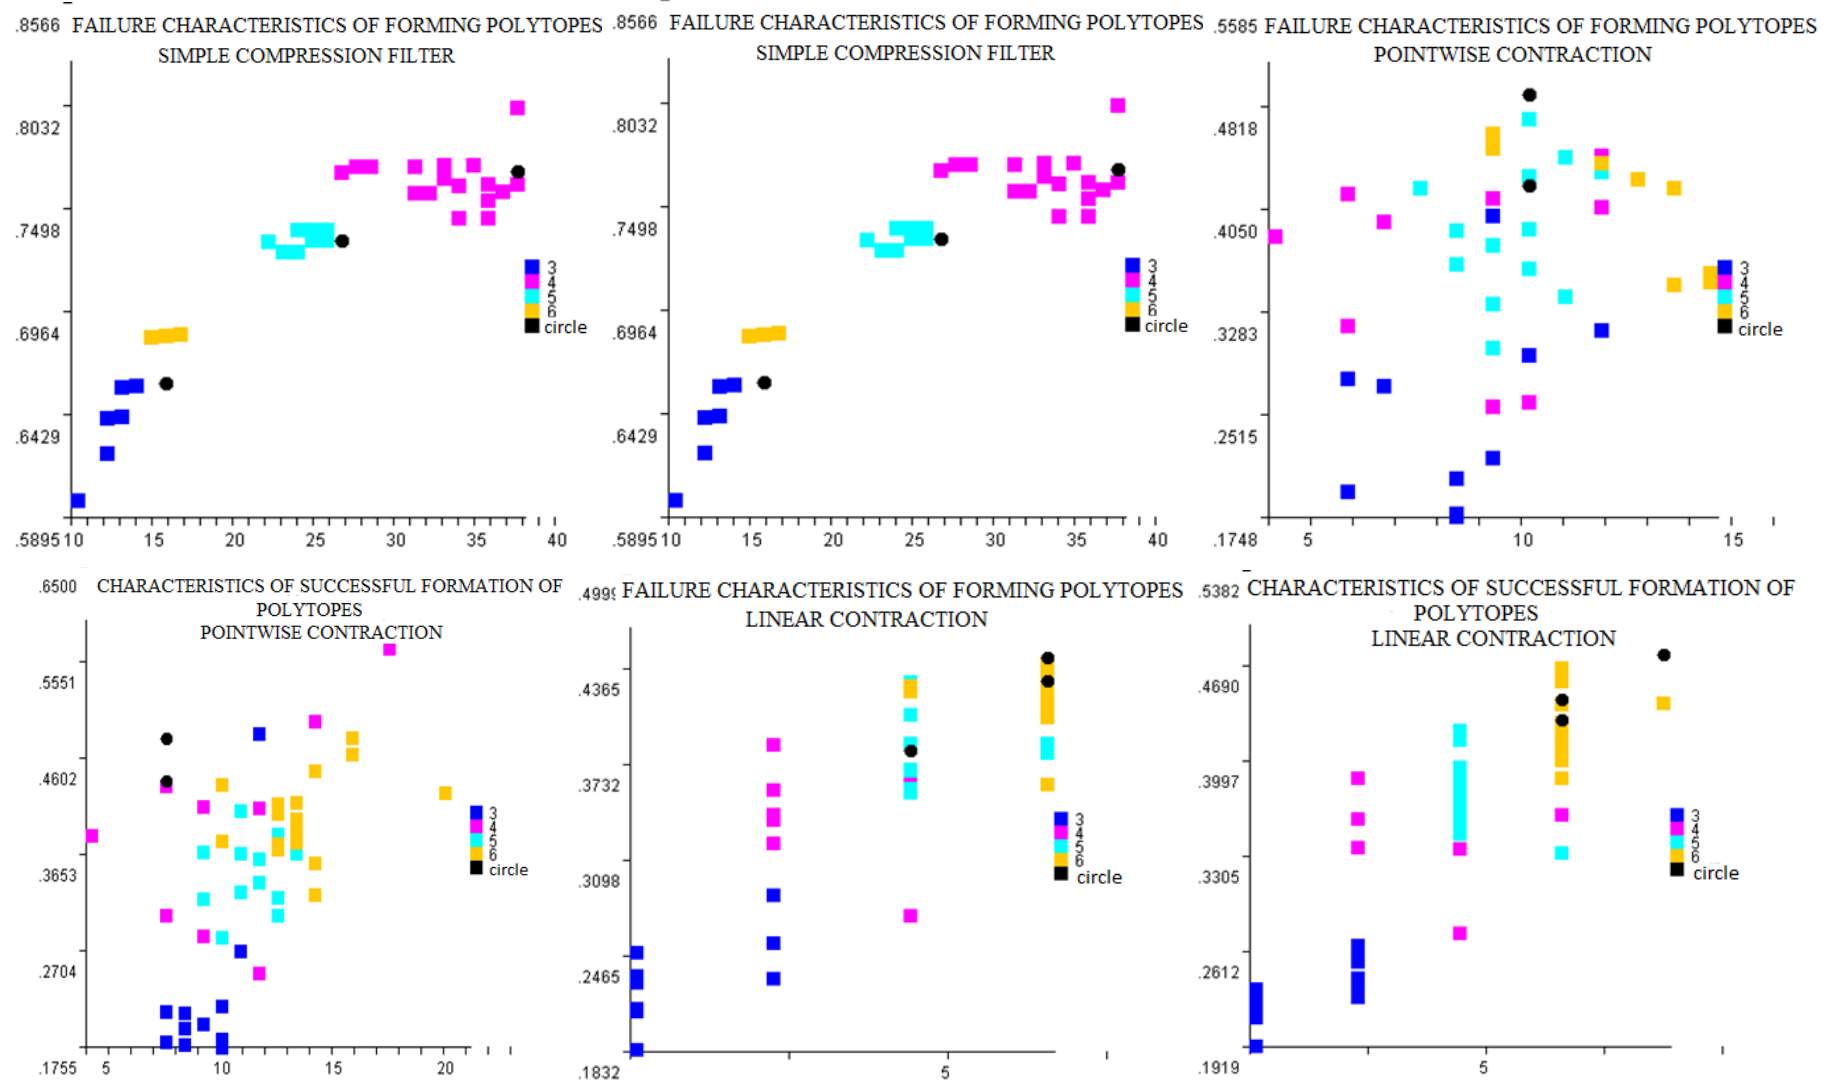 .8566 FAILURE CHARACTERISTICS OF FORMING POLYTOPES
SIMPLE COMPRESSION FILTER
.8032
.7498
.6964
.6429
.5895 10 15 20 25 30 35 40
3
4
5
6
circle
.8566 FAILURE CHARACTERISTICS OF FORMING POLYTOPES
SIMPLE COMPRESSION FILTER
.8032
.7498
.6964
.6429
.5895 10 15 20 25 30 35 40
3
4
5
6
circle
.5585 FAILURE CHARACTERISTICS OF FORMING POLYTOPES
POINTWISE CONTRACTION
.4818
.4050
.3283
.2515
.1748 5 10 15
3
4
5
6
circle
.6500 CHARACTERISTICS OF SUCCESSFUL FORMATION OF
POLYTOPES
POINTWISE CONTRACTION
.5551
.4602
.3653
.2704
.1755 5 10 15 20
3
4
5
6
circle
.4999 FAILURE CHARACTERISTICS OF FORMING POLYTOPES
LINEAR CONTRACTION
.4365
.3732
.3098
.2465
.1832 5
3
4
5
6
circle
.5382 CHARACTERISTICS OF SUCCESSFUL FORMATION OF
POLYTOPES
LINEAR CONTRACTION
.4690
.3997
.3305
.2612
.1919 5
3
4
5
6
circle